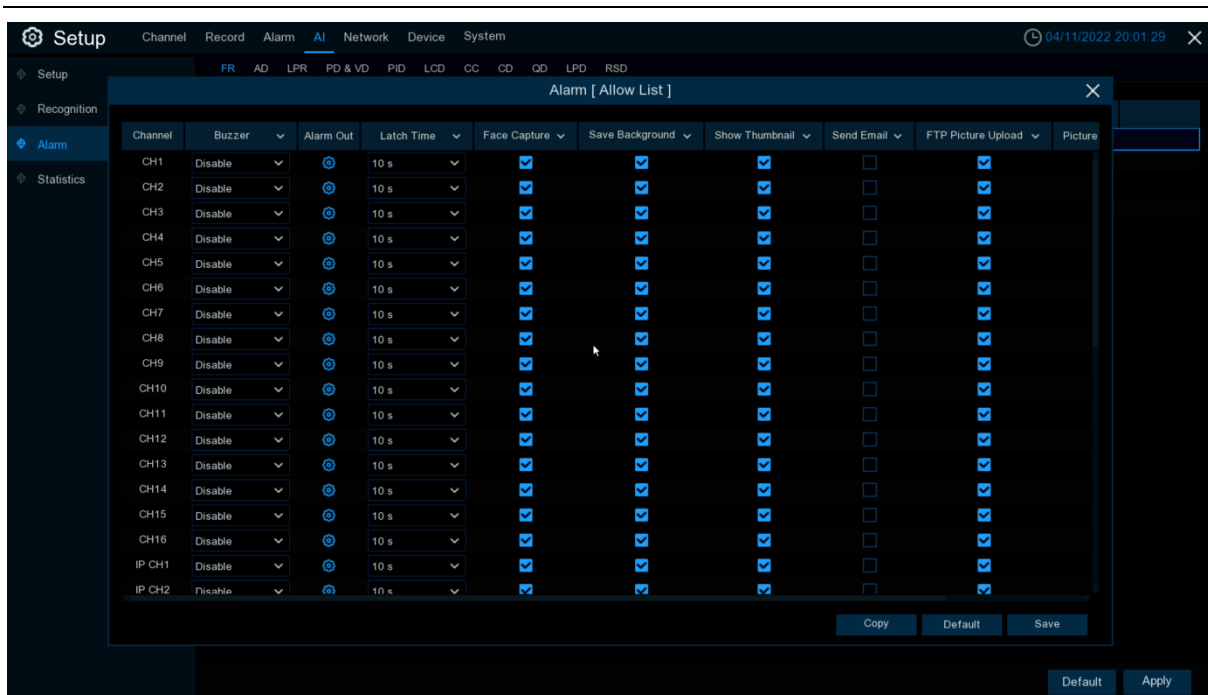 Setup Channel Record Alarm AI Network Device System 04/11/2022 20:01:29
Setup FR AD LPR PD & VD PID LCD CC CD QD LPD RSD
Alarm [ Allow List ]
Recognition
Channel Buzzer Alarm Out Latch Time Face Capture Save Background Show Thumbnail Send Email FTP Picture Upload Picture
Alarm
CH1 Disable 10 s
Statistics
CH2 Disable 10 s
CH3 Disable 10 s
CH4 Disable 10 s
CH5 Disable 10 s
CH6 Disable 10 s
CH7 Disable 10 s
CH8 Disable 10 s
CH9 Disable 10 s
CH10 Disable 10 s
CH11 Disable 10 s
CH12 Disable 10 s
CH13 Disable 10 s
CH14 Disable 10 s
CH15 Disable 10 s
CH16 Disable 10 s
IP CH1 Disable 10 s
IP CH2 Disable 10 s
Copy Default Save
Default Apply